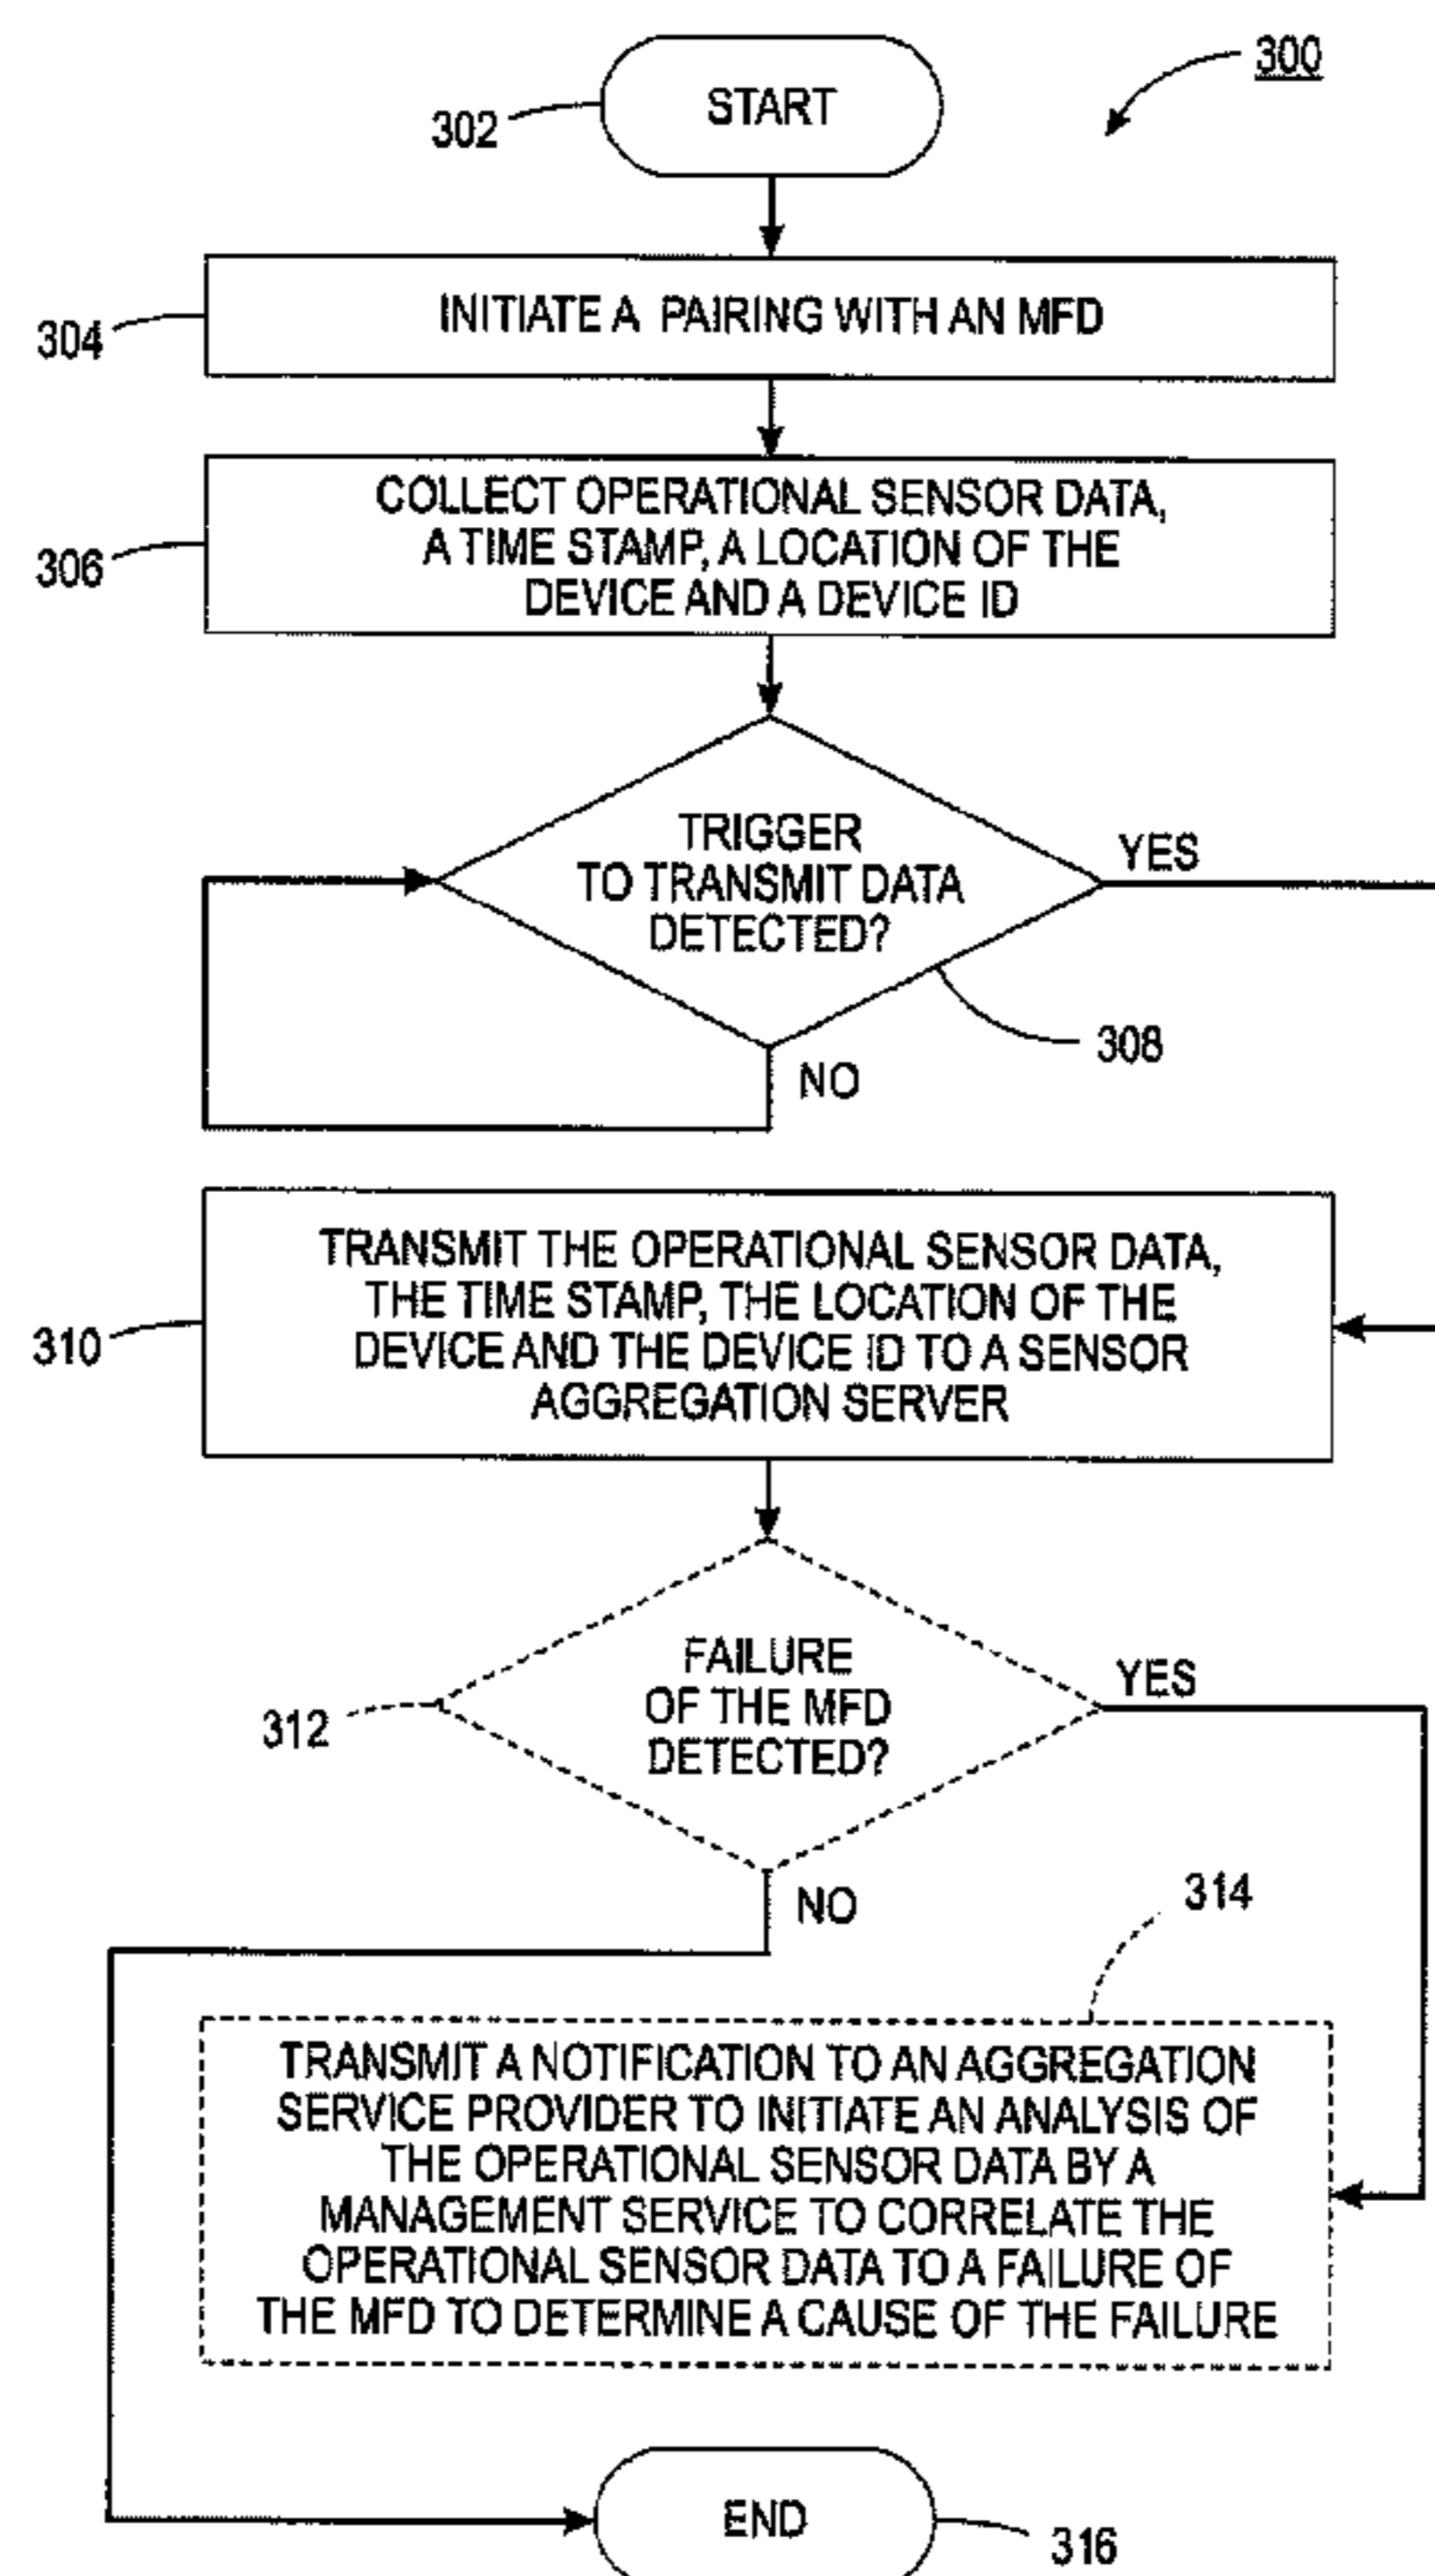 300
302
START
304
INITIATE A PAIRING WITH AN MFD
306
COLLECT OPERATIONAL SENSOR DATA,
A TIME STAMP, A LOCATION OF THE
DEVICE AND A DEVICE ID
TRIGGER
TO TRANSMIT DATA
DETECTED?
YES
308
NO
310
TRANSMIT THE OPERATIONAL SENSOR DATA,
THE TIME STAMP, THE LOCATION OF THE
DEVICE AND THE DEVICE ID TO A SENSOR
AGGREGATION SERVER
312
FAILURE
OF THE MFD
DETECTED?
YES
NO
314
TRANSMIT A NOTIFICATION TO AN AGGREGATION
SERVICE PROVIDER TO INITIATE AN ANALYSIS OF
THE OPERATIONAL SENSOR DATA BY A
MANAGEMENT SERVICE TO CORRELATE THE
OPERATIONAL SENSOR DATA TO A FAILURE OF
THE MFD TO DETERMINE A CAUSE OF THE FAILURE
END
316